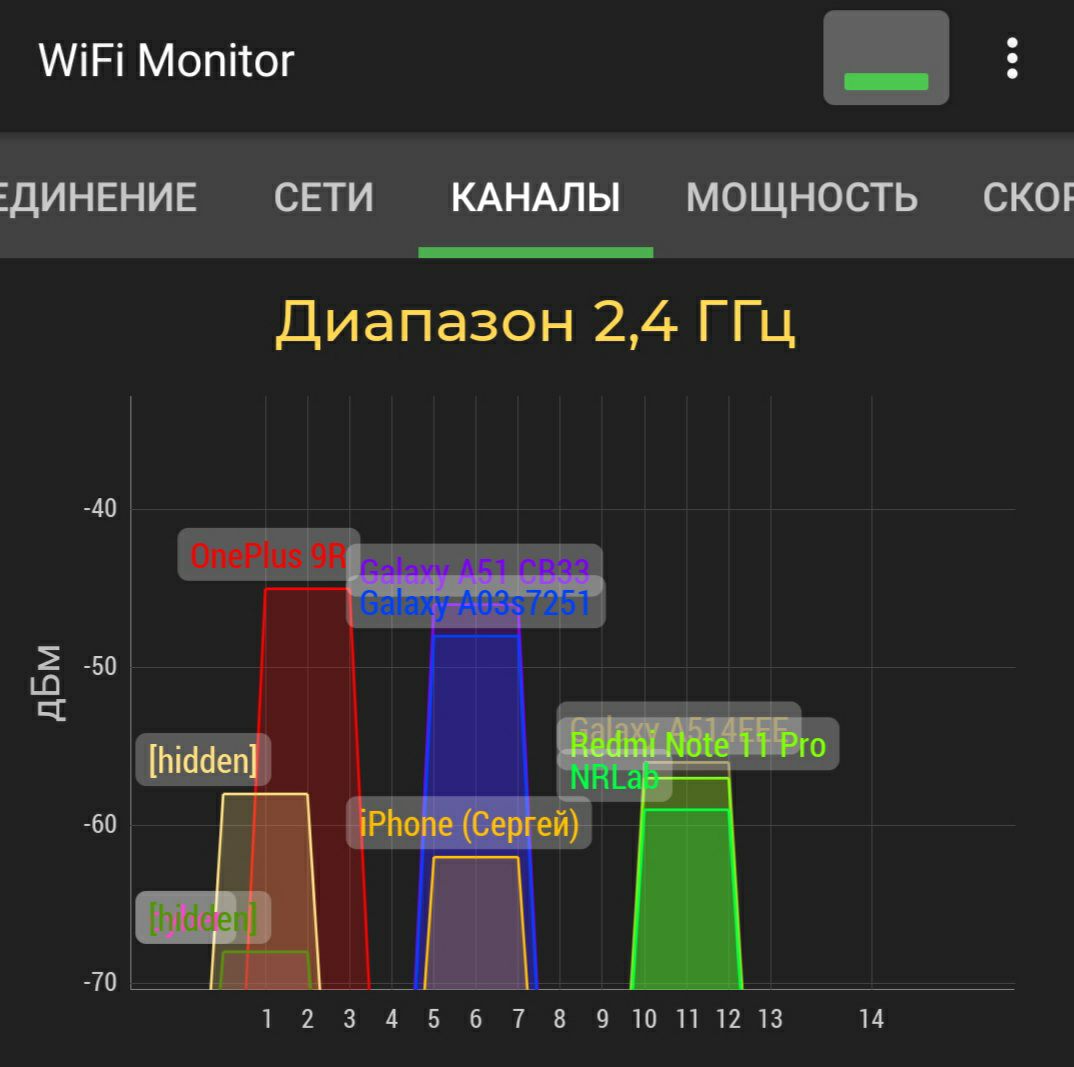 WiFi Monitor
ЕДИНЕНИЕ СЕТИ КАНАЛЫ МОЩНОСТЬ СКОР
Диапазон 2,4 ГГц
дБм
-40
OnePlus 9R
Galaxy A51 CB33
Galaxy A03s7251
-50
Galaxy A514EEE
Redmi Note 11 Pro
[hidden]
NRLab
-60
iPhone (Сергей)
[hidden]
-70
1 2 3 4 5 6 7 8 9 10 11 12 13 14